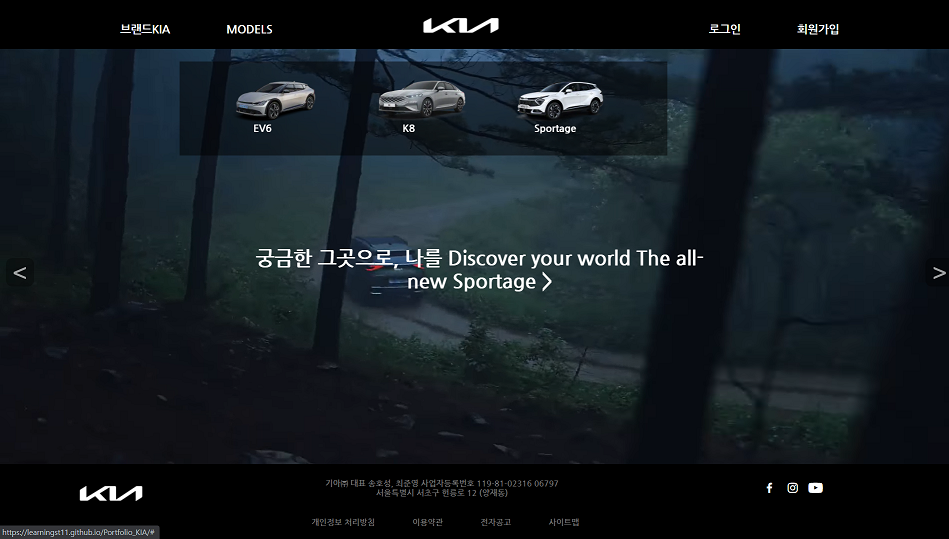 브랜드KIA
MODELS
KIA
로그인
회원가입
EV6
K8
Sportage
<
궁금한 그곳으로, 나를 Discover your world The all-
new Sportage >
>
KIA
기아㈜ 대표 송호성, 최준영 사업자등록번호 119-81-02316 06797
서울특별시 서초구 헌릉로 12 (양재동)
개인정보 처리방침
이용약관
전자공고
사이트맵
https://learningst11.github.io/Portfolio_KIA/#